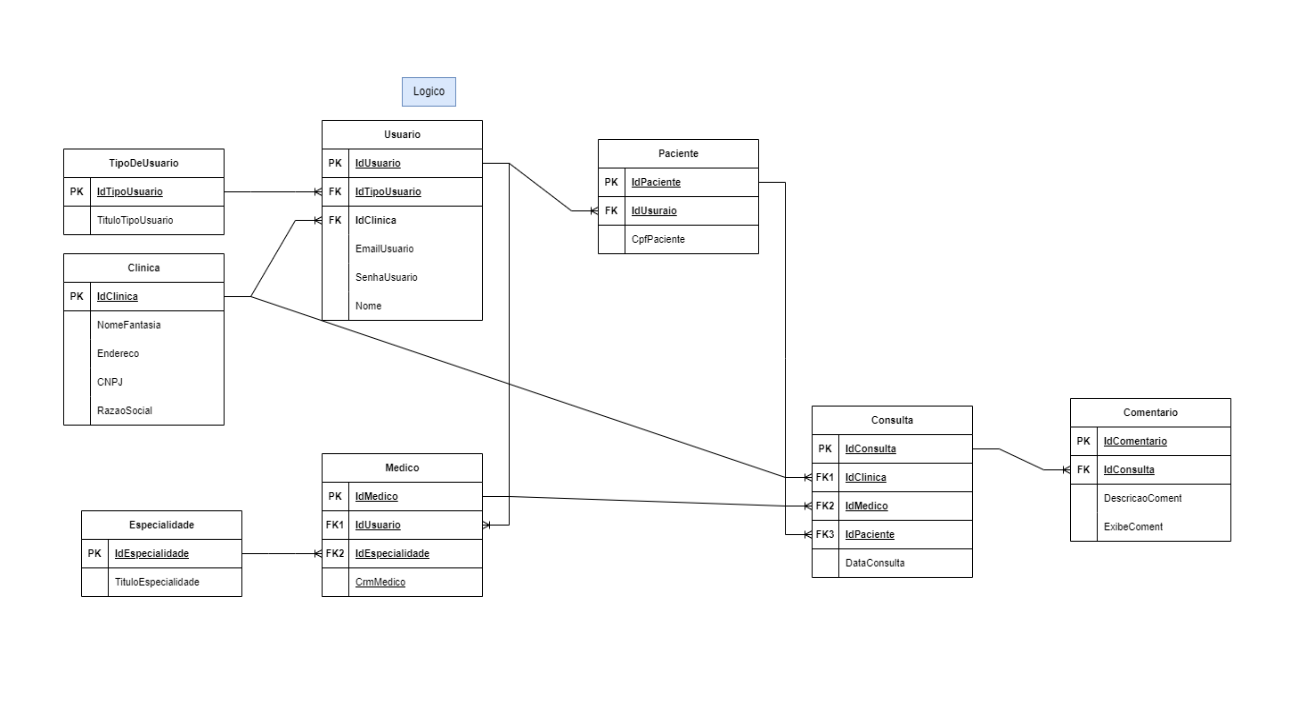 Logico
TipoDeUsuario
PK IdTipoUsuario
TituloTipoUsuario
Clinica
PK IdClinica
NomeFantasia
Endereco
CNPJ
RazaoSocial
Usuario
PK IdUsuario
FK IdTipoUsuario
FK IdClinica
EmailUsuario
SenhaUsuario
Nome
Paciente
PK IdPaciente
FK IdUsuraio
CpfPaciente
Especialidade
PK IdEspecialidade
TituloEspecialidade
Medico
PK IdMedico
FK1 IdUsuario
FK2 IdEspecialidade
CrmMedico
Consulta
PK IdConsulta
FK1 IdClinica
FK2 IdMedico
FK3 IdPaciente
DataConsulta
Comentario
PK IdComentario
FK IdConsulta
DescricaoComent
ExibeComent